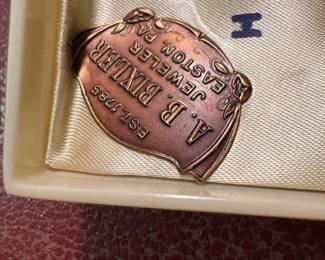 EST. 1785
A. B. BIXLER
JEWELER
EASTON, PA.
H